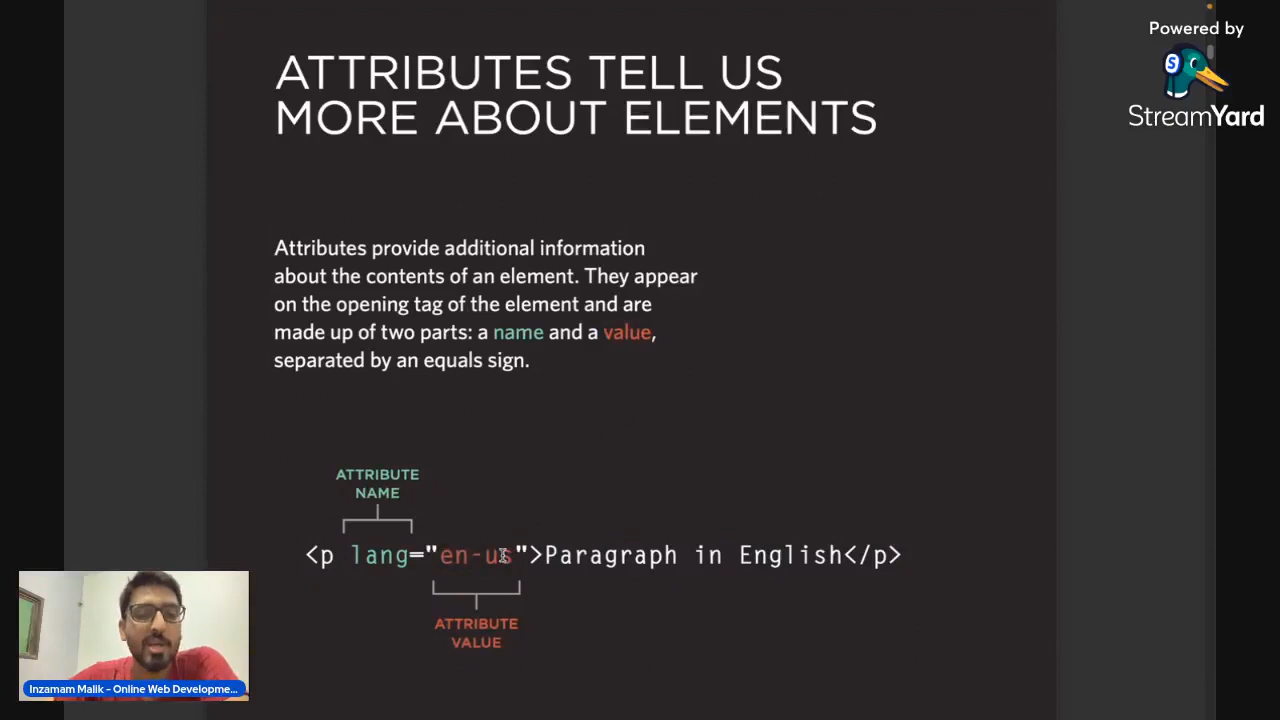 Powered by
S
StreamYard
ATTRIBUTES TELL US
MORE ABOUT ELEMENTS
Attributes provide additional information
about the contents of an element. They appear
on the opening tag of the element and are
made up of two parts: a name and a value,
separated by an equals sign.
ATTRIBUTE
NAME
<p lang="en-us">Paragraph in English</p>
ATTRIBUTE
VALUE
Inzamam Malik - Online Web Developme...